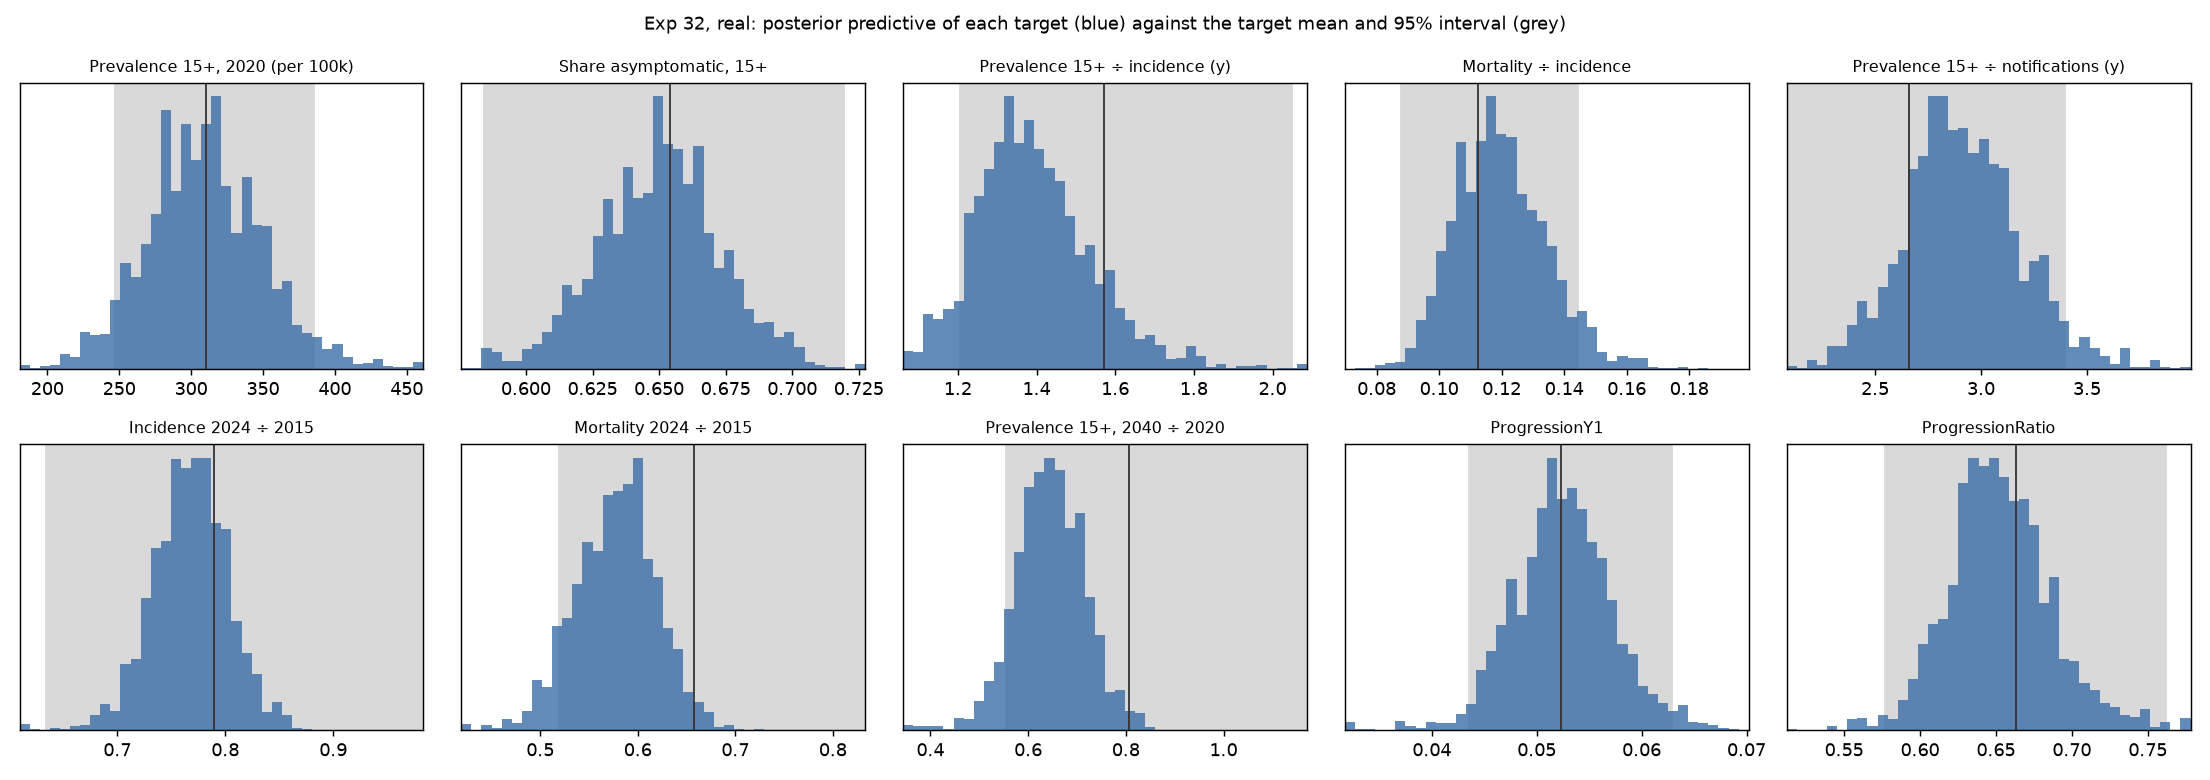 Exp 32, real: posterior predictive of each target (blue) against the target mean and 95% interval (grey)
Prevalence 15+, 2020 (per 100k)
Share asymptomatic, 15+
Prevalence 15+ ÷ incidence (y)
Mortality ÷ incidence
Prevalence 15+ ÷ notifications (y)
200 250 300 350 400 450
0.600 0.625 0.650 0.675 0.700 0.725
1.2 1.4 1.6 1.8 2.0
0.08 0.10 0.12 0.14 0.16 0.18
2.5 3.0 3.5
Incidence 2024 ÷ 2015
Mortality 2024 ÷ 2015
Prevalence 15+, 2040 ÷ 2020
ProgressionY1
ProgressionRatio
0.7 0.8 0.9
0.5 0.6 0.7 0.8
0.4 0.6 0.8 1.0
0.04 0.05 0.06 0.07
0.55 0.60 0.65 0.70 0.75